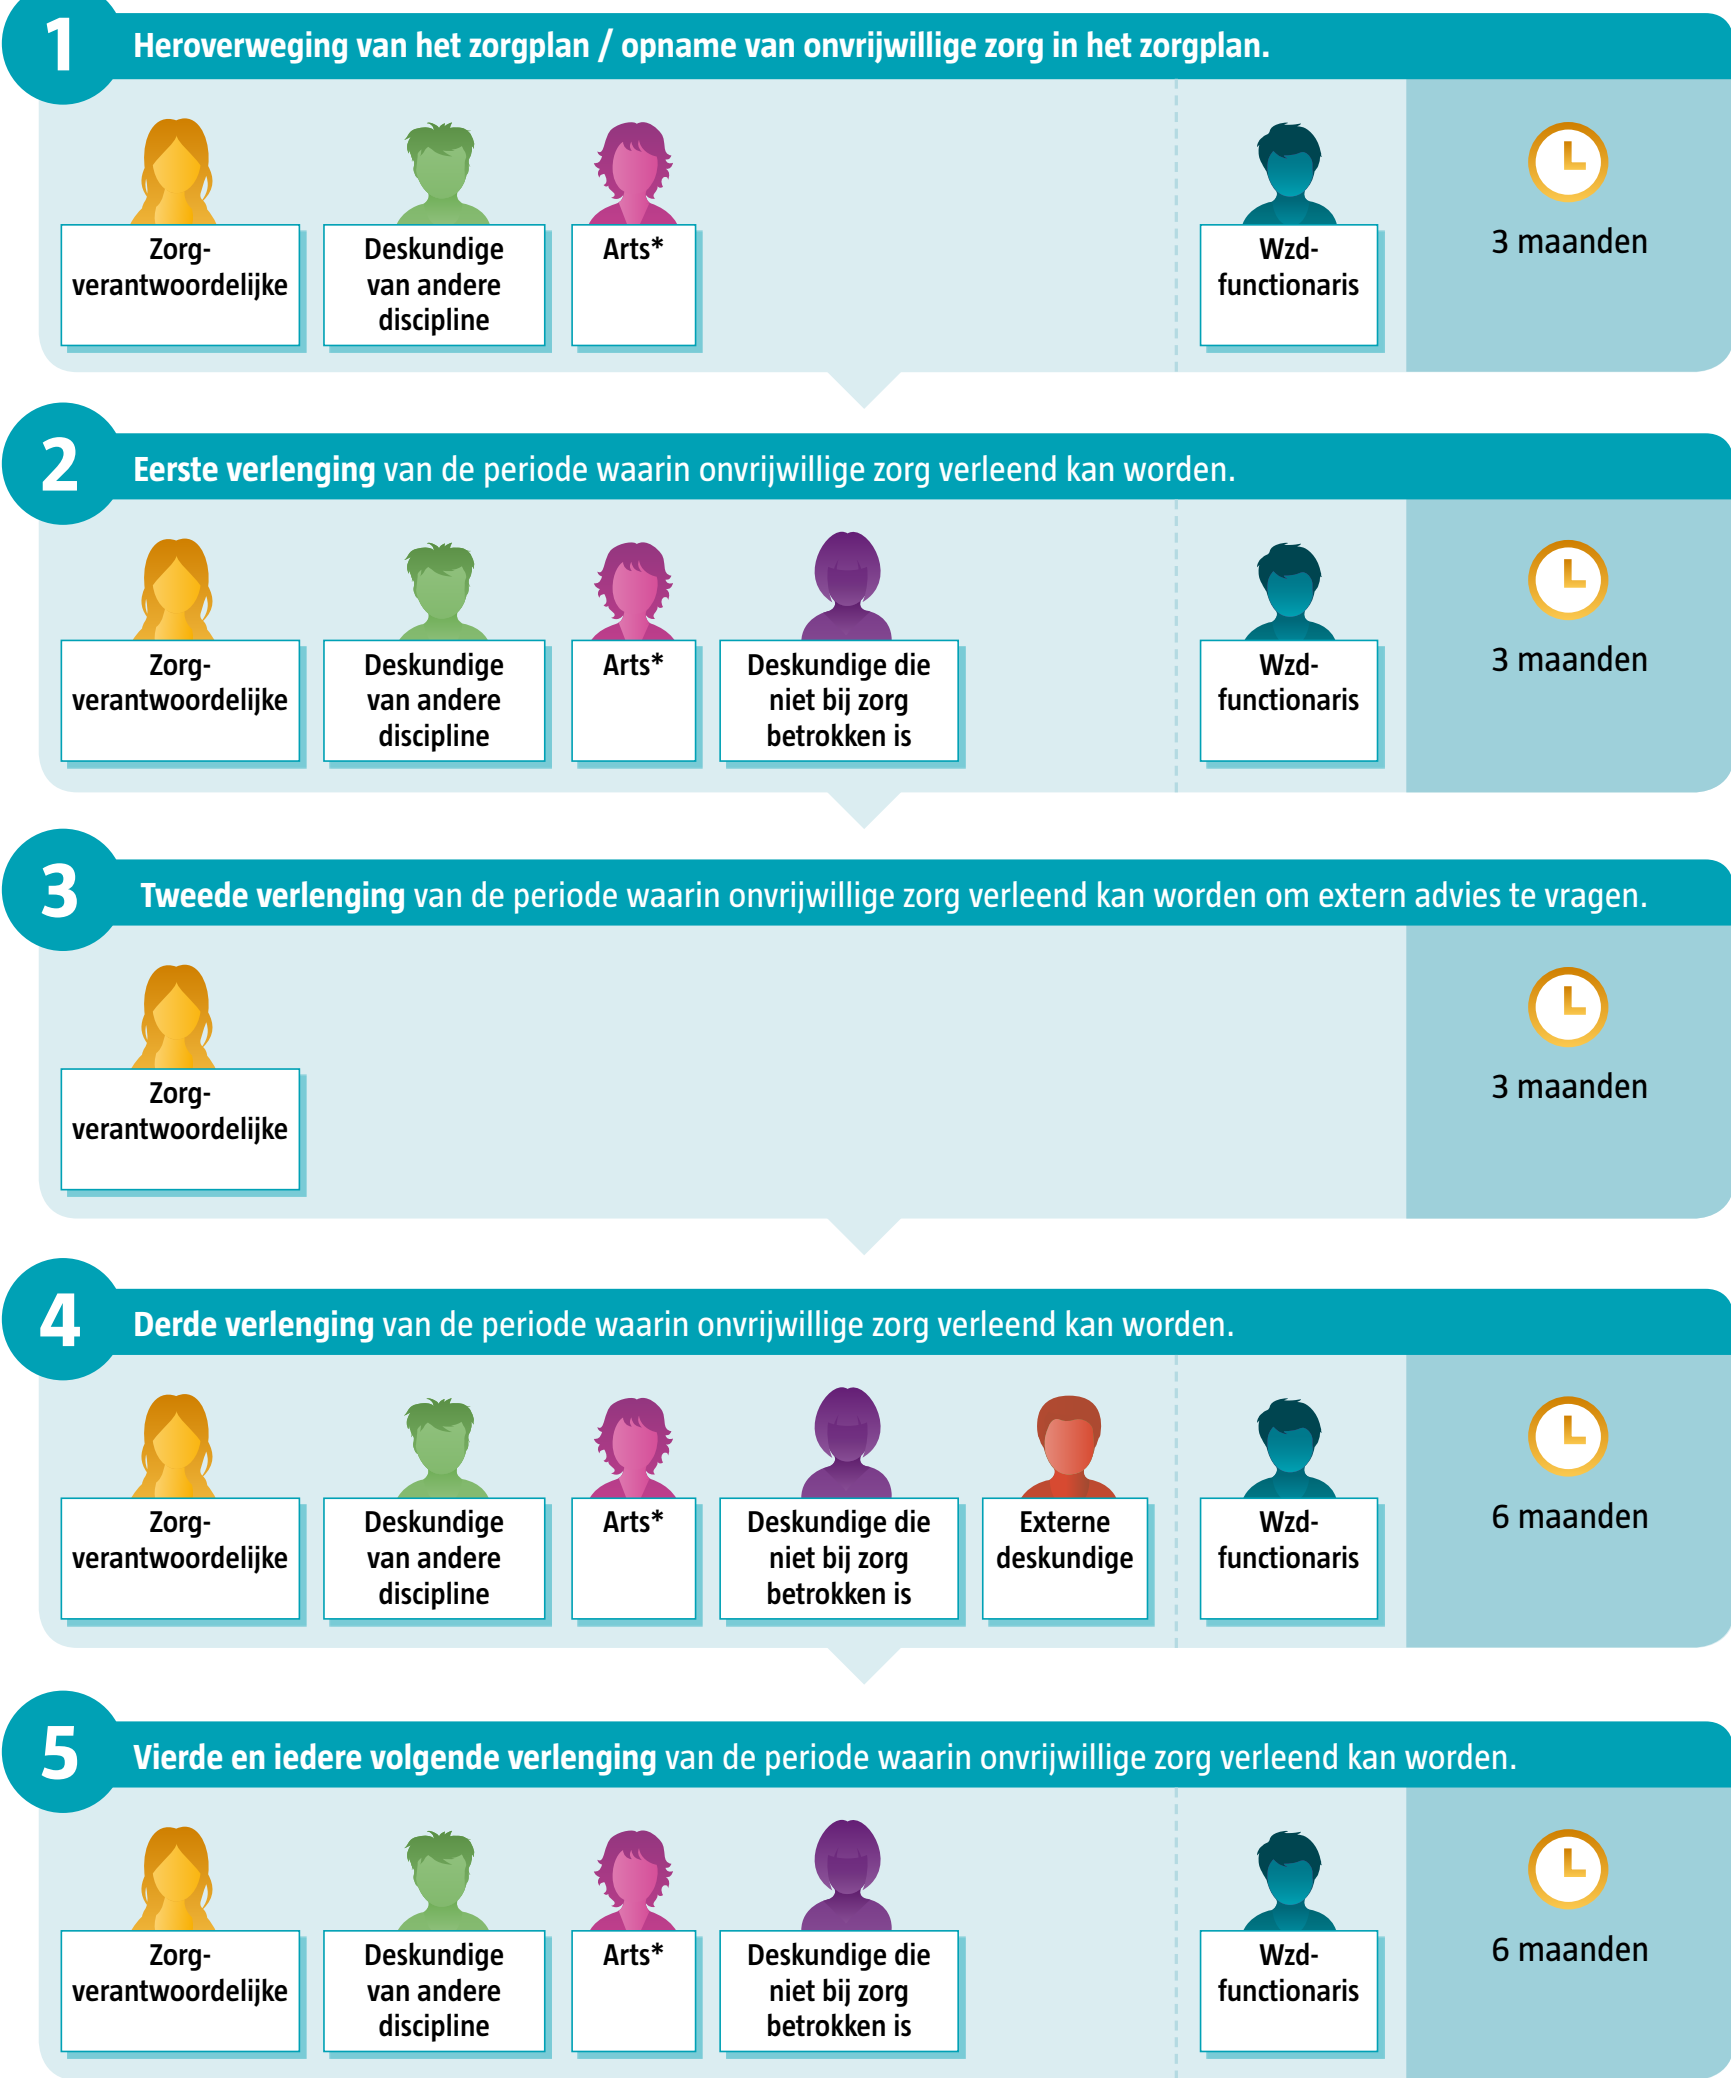 1
Heroverweging van het zorgplan / opname van onvrijwillige zorg in het zorgplan.
Zorg-
verantwoordelijke
Deskundige
van andere
discipline
Arts*
Wzd-
functionaris
3 maanden
2
Eerste verlenging van de periode waarin onvrijwillige zorg verleend kan worden.
Zorg-
verantwoordelijke
Deskundige
van andere
discipline
Arts*
Deskundige die
niet bij zorg
betrokken is
Wzd-
functionaris
3 maanden
3
Tweede verlenging van de periode waarin onvrijwillige zorg verleend kan worden om extern advies te vragen.
Zorg-
verantwoordelijke
3 maanden
4
Derde verlenging van de periode waarin onvrijwillige zorg verleend kan worden.
Zorg-
verantwoordelijke
Deskundige
van andere
discipline
Arts*
Deskundige die
niet bij zorg
betrokken is
Externe
deskundige
Wzd-
functionaris
6 maanden
5
Vierde en iedere volgende verlenging van de periode waarin onvrijwillige zorg verleend kan worden.
Zorg-
verantwoordelijke
Deskundige
van andere
discipline
Arts*
Deskundige die
niet bij zorg
betrokken is
Wzd-
functionaris
6 maanden